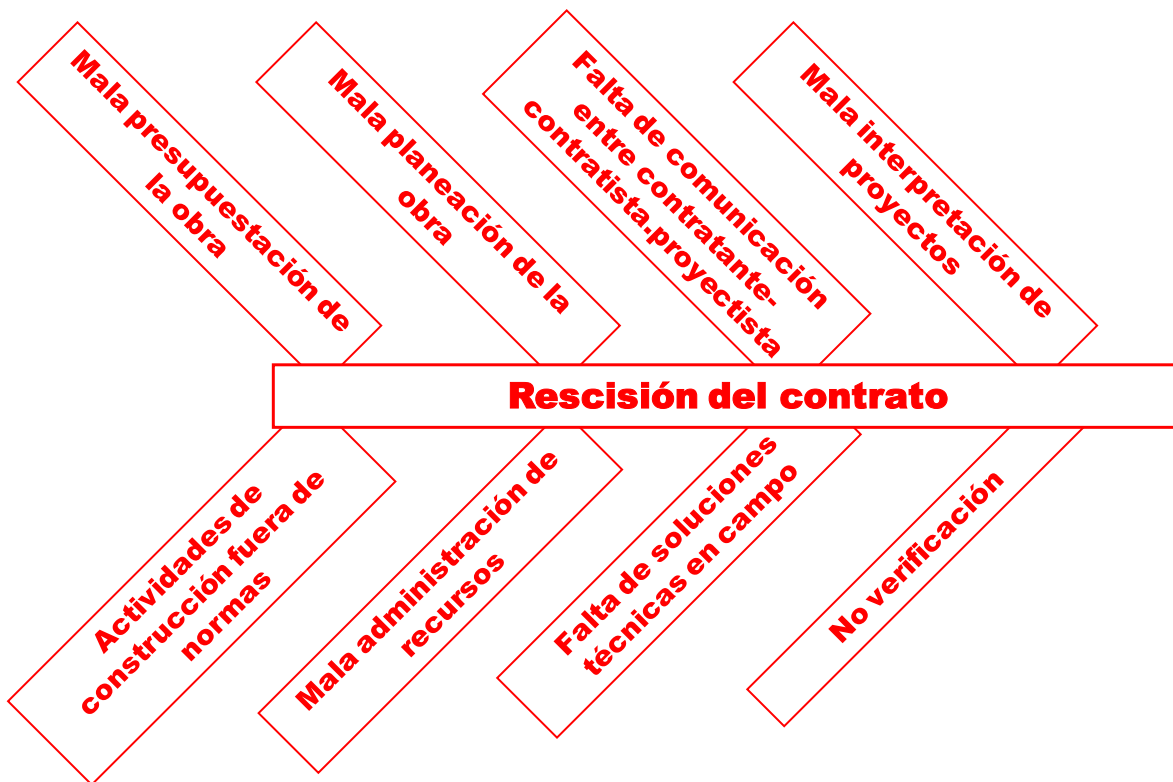 Mala presupuestación de
la obra
Mala planeación de la
obra
Falta de comunicación
entre contratante-
contratista.proyectista
Mala interpretación de
proyectos
Rescisión del contrato
Actividades de
construcción fuera de
normas
Mala administración de
recursos
Falta de soluciones
técnicas en campo
No verificación